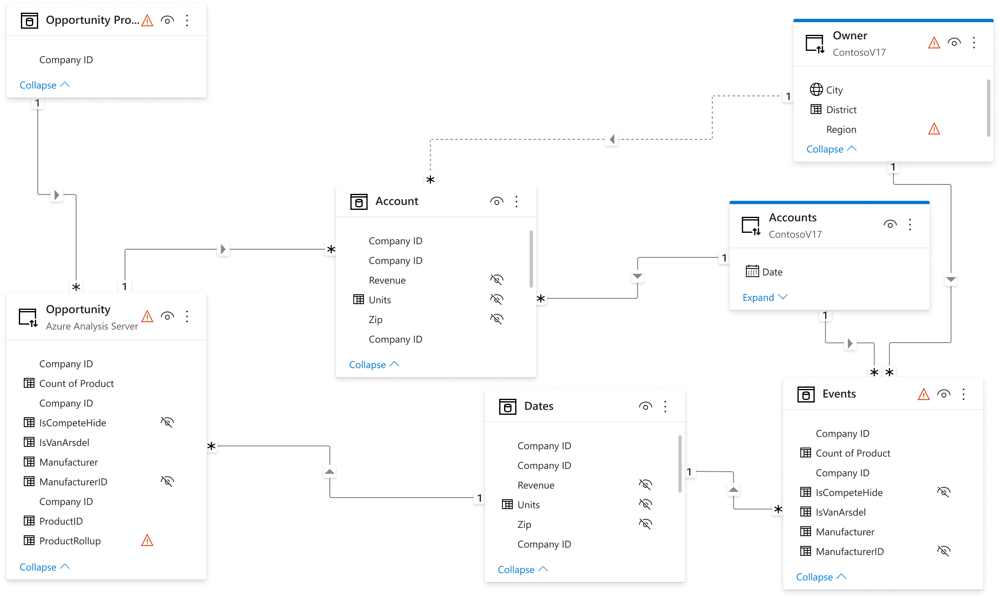 Opportunity Pro...
Company ID
Collapse
1
*
1
Opportunity
Azure Analysis Server
Company ID
Count of Product
Company ID
IsCompeteHide
IsVanArsdel
Manufacturer
ManufacturerID
Company ID
ProductID
ProductRollup
Collapse
*
*
*
Account
Company ID
Company ID
Revenue
Units
Zip
Company ID
Collapse
*
1
Dates
Company ID
Company ID
Revenue
Units
Zip
Company ID
Collapse
1
1
Owner
ContosoV17
City
District
Region
Collapse
1
1
Accounts
ContosoV17
Date
Expand
1
*
*
*
Events
Company ID
Count of Product
Company ID
IsCompeteHide
IsVanArsdel
Manufacturer
ManufacturerID
Collapse